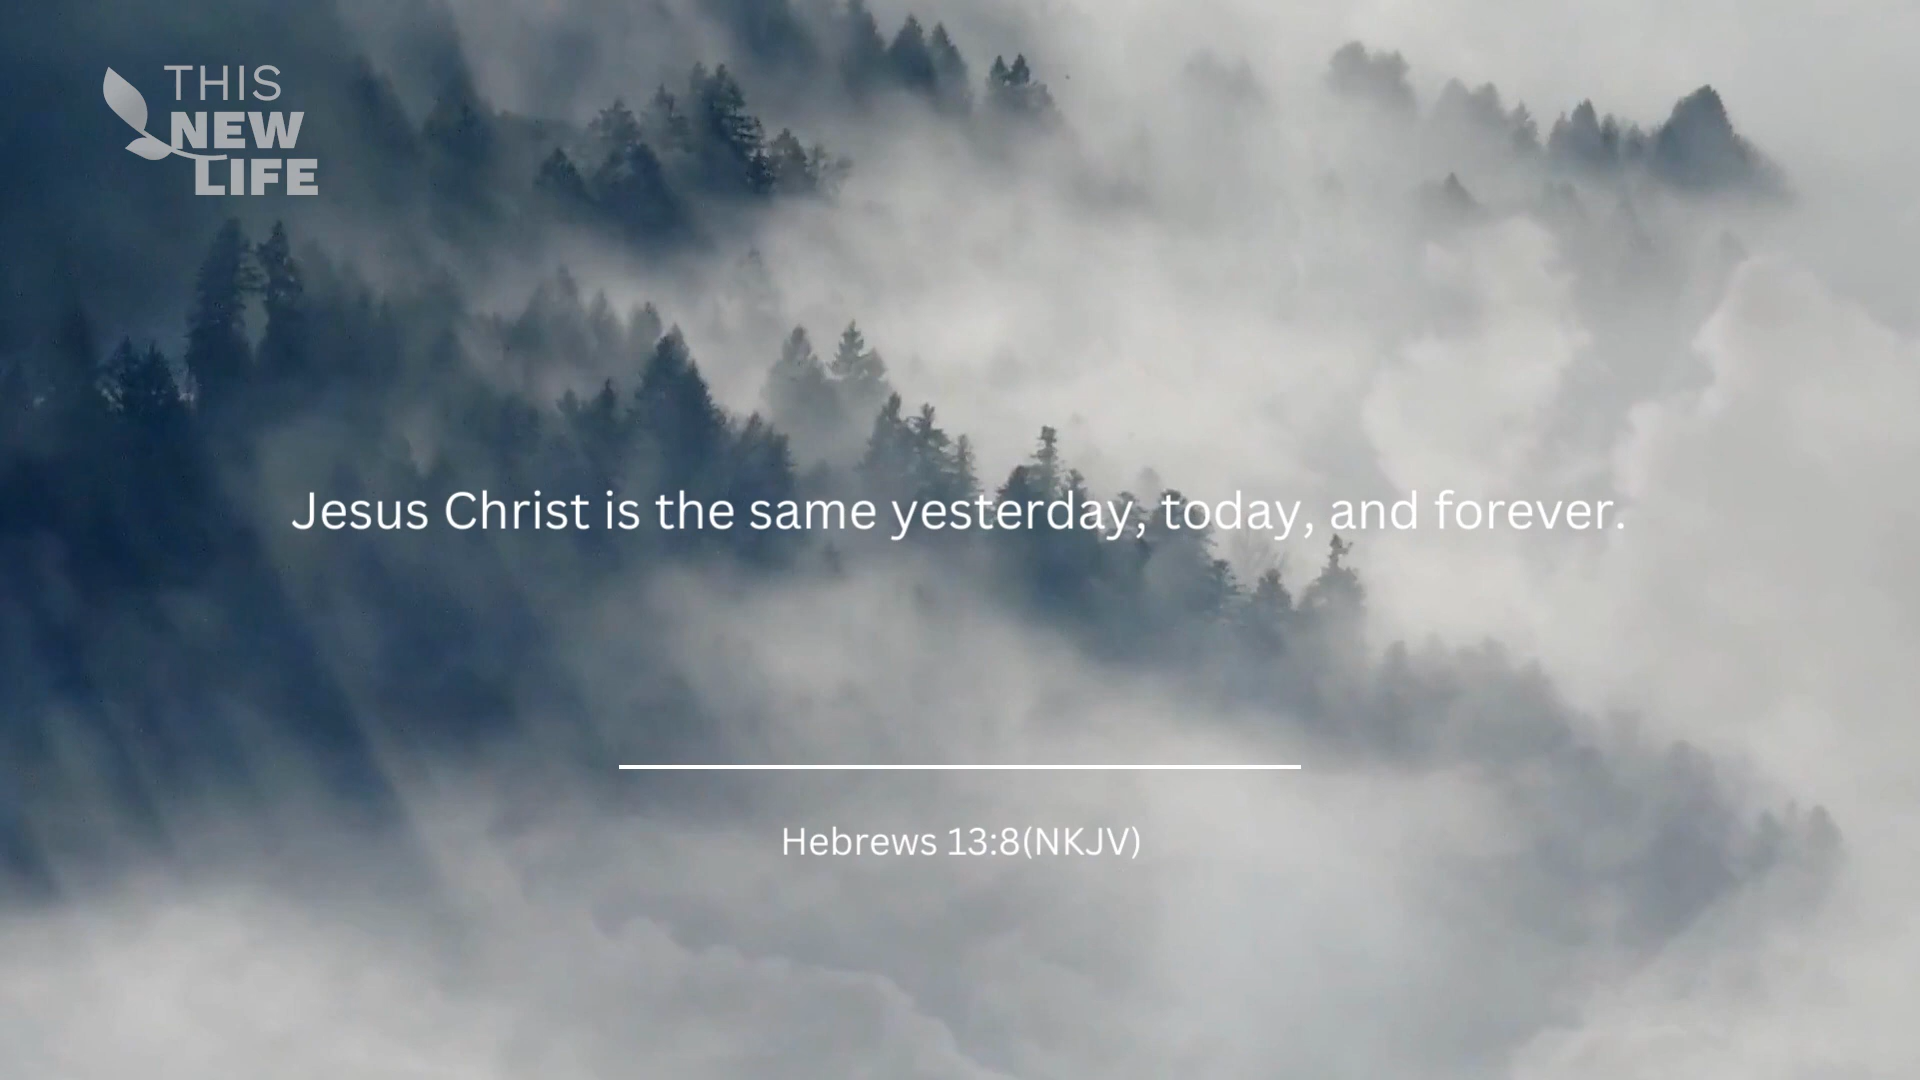 THIS
NEW
LIFE
Jesus Christ is the same yesterday, today, and forever.
Hebrews 13:8(NKJV)